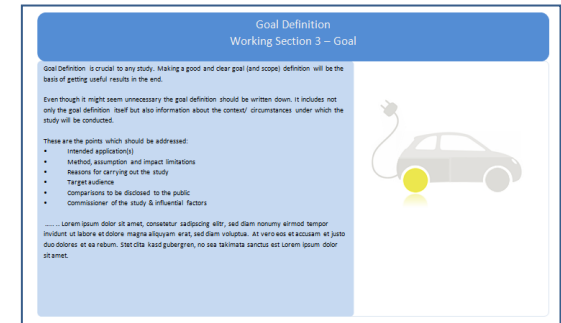 Goal Definition
Working Section 3 – Goal
Goal Definition is crucial to any study. Making a good and clear goal (and scope) definition will be the
basis of getting useful results in the end.
Even though it might seem unnecessary the goal definition should be written down. It includes not
only the goal definition itself but also information about the context/ circumstances under which the
study will be conducted.
These are the points which should be addressed:
• Intended application(s)
• Method, assumption and impact limitations
• Reasons for carrying out the study
• Target audience
• Comparisons to be disclosed to the public
• Commissioner of the study & influential factors
...... .. Lorem ipsum dolor sit amet, consetetur sadipscing elitr, sed diam nonumy eirmod tempor
invidunt ut labore et dolore magna aliquyam erat, sed diam voluptua. At vero eos et accusam et justo
duo dolores et ea rebum. Stet clita kasd gubergren, no sea takimata sanctus est Lorem ipsum dolor
sit amet.